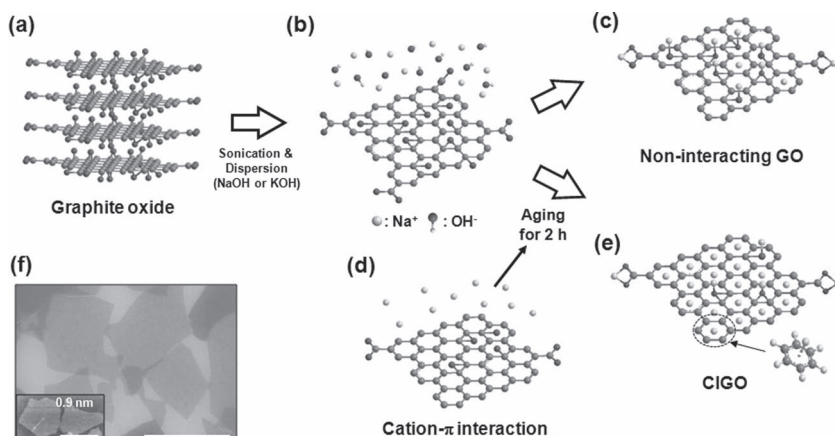 (a)
(b)
(c)
Sonication &
Dispersion
(NaOH or KOH)
Graphite oxide
Non-interacting GO
: Na⁺ : OH⁻
Aging
for 2 h
(d)
(e)
(f)
0.9 nm
Cation-π interaction
CIGO